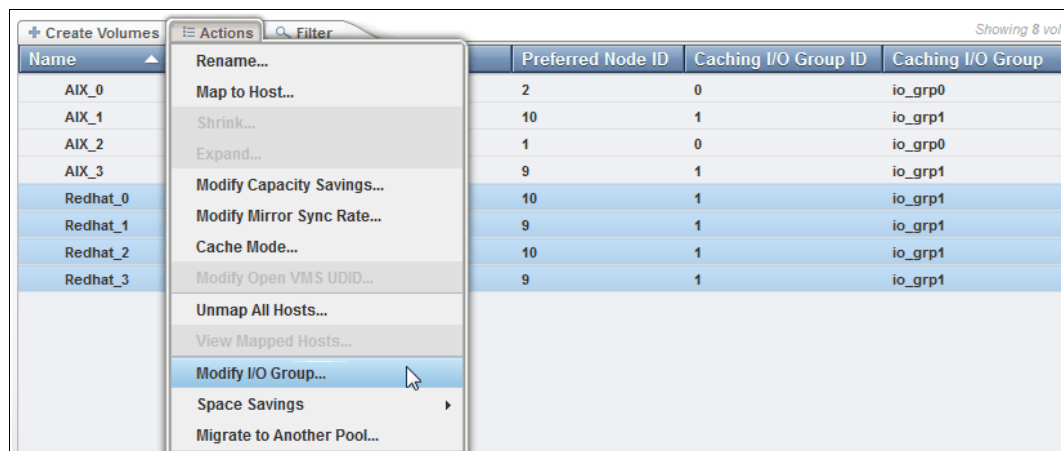 Create Volumes Actions Filter Showing 8 vol
Name Preferred Node ID Caching I/O Group ID Caching I/O Group
Rename...
AIX_0 Map to Host... 2 0 io_grp0
AIX_1 Shrink... 10 1 io_grp1
AIX_2 Expand... 1 0 io_grp0
AIX_3 9 1 io_grp1
Modify Capacity Savings...
Redhat_0 10 1 io_grp1
Modify Mirror Sync Rate...
Redhat_1 9 1 io_grp1
Redhat_2 Cache Mode... 10 1 io_grp1
Redhat_3 Modify Open VMS UDID... 9 1 io_grp1
Unmap All Hosts...
View Mapped Hosts...
Modify I/O Group...
Space Savings
Migrate to Another Pool...